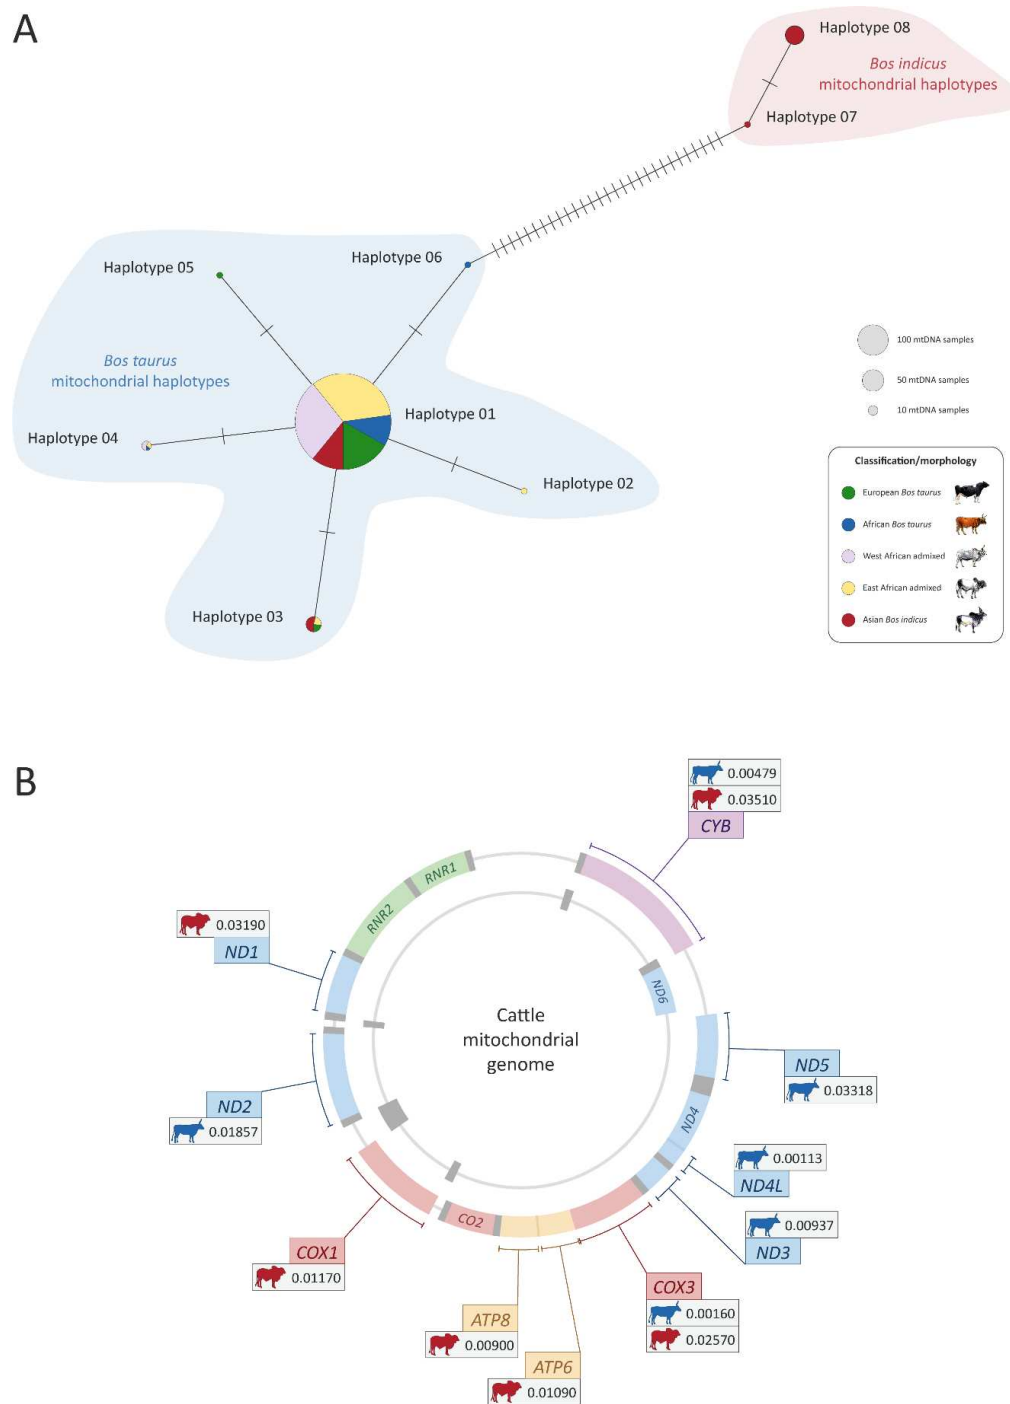 A
Haplotype 08
Bos indicus
mitochondrial haplotypes
Haplotype 07
Haplotype 06
Haplotype 05
Bos taurus
mitochondrial haplotypes
Haplotype 01
Haplotype 04
Haplotype 02
Haplotype 03
100 mtDNA samples
50 mtDNA samples
10 mtDNA samples
Classification/morphology
European Bos taurus
African Bos taurus
West African admixed
East African admixed
Asian Bos indicus
B
0.00479
0.03510
CYB
RNR1
RNR2
0.03190
ND1
ND6
Cattle
mitochondrial
genome
ND5
0.03318
ND2
0.01857
ND4
0.00113
ND4L
0.00937
ND3
CO2
COX1
0.01170
COX3
0.00160
0.02570
ATP8
0.00900
ATP6
0.01090